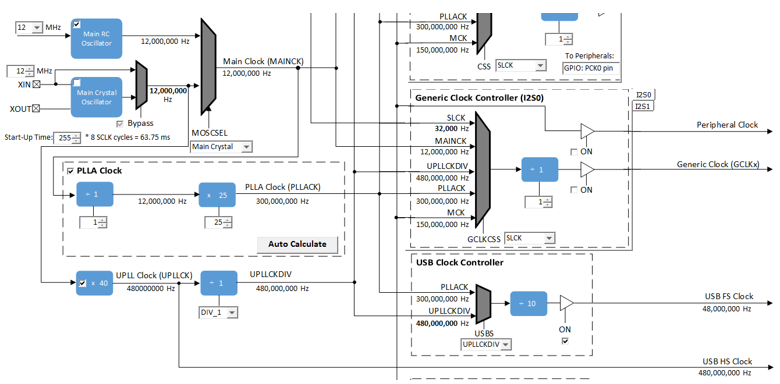 12 MHz
Main RC
Oscillator
12,000,000 Hz
12 MHz
XIN
Main Crystal
Oscillator
XOUT
12,000,000
Hz
Bypass
Main Clock (MAINCK)
12,000,000 Hz
MOSCSEL
Main Crystal
Start-Up Time: 255 * 8 SCLK cycles = 63.75 ms
PLLA Clock
÷ 1
1
12,000,000 Hz
× 25
25
PLLA Clock (PLLACK)
300,000,000 Hz
Auto Calculate
× 40
UPLL Clock (UPLLCK)
480000000 Hz
÷ 1
DIV_1
UPLLCKDIV
480,000,000 Hz
PLLACK
300,000,000 Hz
MCK
150,000,000 Hz
CSS SLCK
1
To Peripherals:
GPIO: PCK0 pin
Generic Clock Controller (I2S0)
I2S0
I2S1
SLCK
32,000 Hz
MAINCK
12,000,000 Hz
UPLLCKDIV
480,000,000 Hz
PLLACK
300,000,000 Hz
MCK
150,000,000 Hz
GCLKCSS SLCK
÷ 1
1
ON
ON
Peripheral Clock
Generic Clock (GCLKx)
USB Clock Controller
PLLACK
300,000,000 Hz
UPLLCKDIV
480,000,000 Hz
USBS
UPLLCKDIV
÷ 10
ON
USB FS Clock
48,000,000 Hz
USB HS Clock
480,000,000 Hz